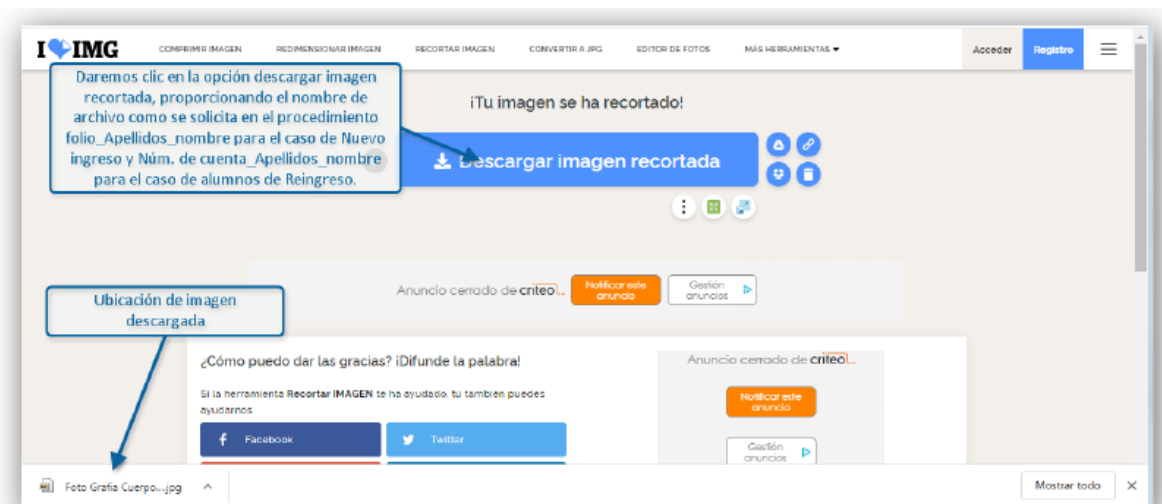 I IMG
COMPRIMIR IMAGEN REDIMENSIONAR IMAGEN RECORTAR IMAGEN CONVERTIR A JPG EDITOR DE FOTOS MÁS HERRAMIENTAS Acceder Registro
Daremos clic en la opción descargar imagen
recortada, proporcionando el nombre de
archivo como se solicita en el procedimiento
folio_Apellidos_nombre para el caso de Nuevo
ingreso y Núm. de cuenta_Apellidos_nombre
para el caso de alumnos de Reingreso.
¡Tu imagen se ha recortado!
Descargar imagen recortada
Anuncio cerrado de criteo
Notificar este
anuncio
Gestión
anuncios
Ubicación de imagen
descargada
¿Cómo puedo dar las gracias? ¡Difunde la palabra!
Si la herramienta Recortar IMAGEN te ha ayudado, tú también puedes
ayudarnos
Facebook Twitter
Anuncio cerrado de criteo
Notificar este
anuncio
Gestión
anuncios
Foto Grafia Cuerpo....jpg
Mostrar todo